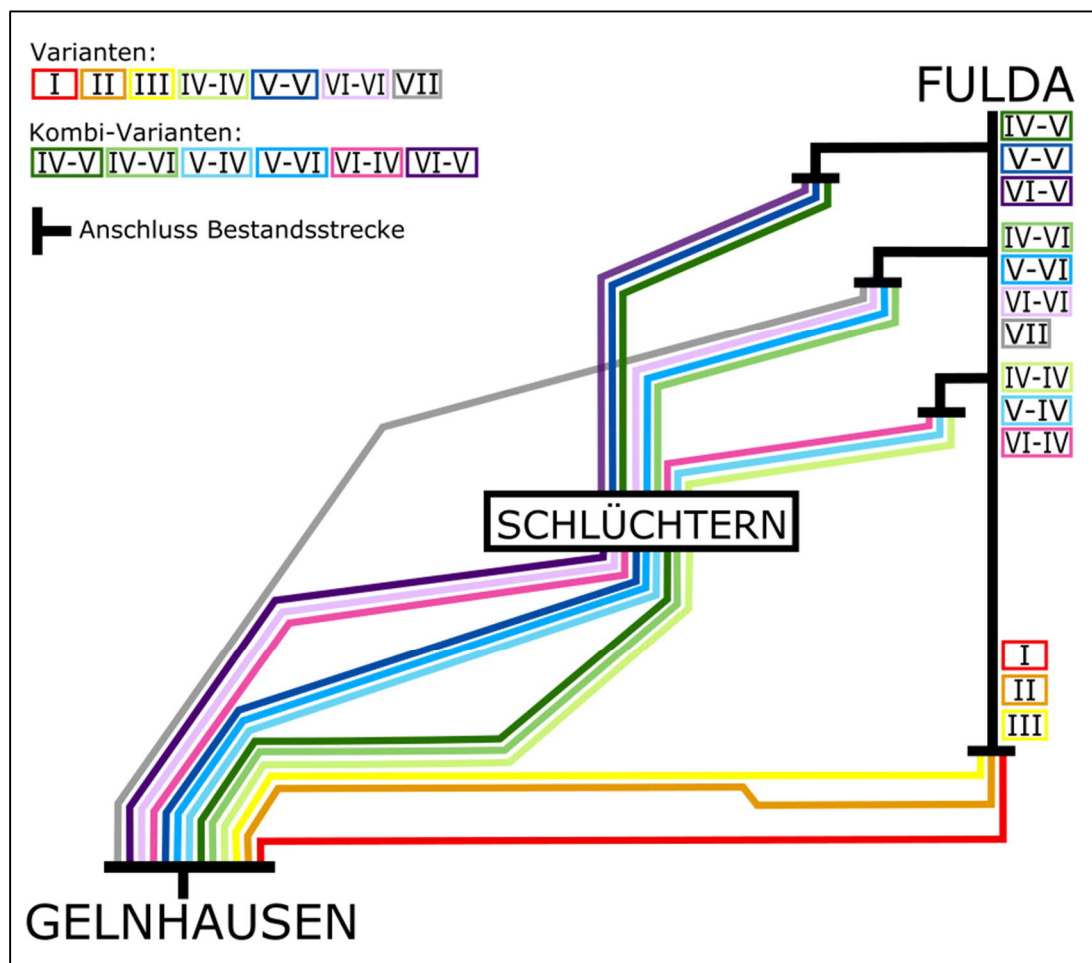 Varianten:
I II III IV-IV V-V VI-VI VII
Kombi-Varianten:
IV-V IV-VI V-IV V-VI VI-IV VI-V
Anschluss Bestandsstrecke
FULDA
IV-V
V-V
VI-V
IV-VI
V-VI
VI-VI
VII
IV-IV
V-IV
VI-IV
SCHLÜCHTERN
I
II
III
GELNHAUSEN